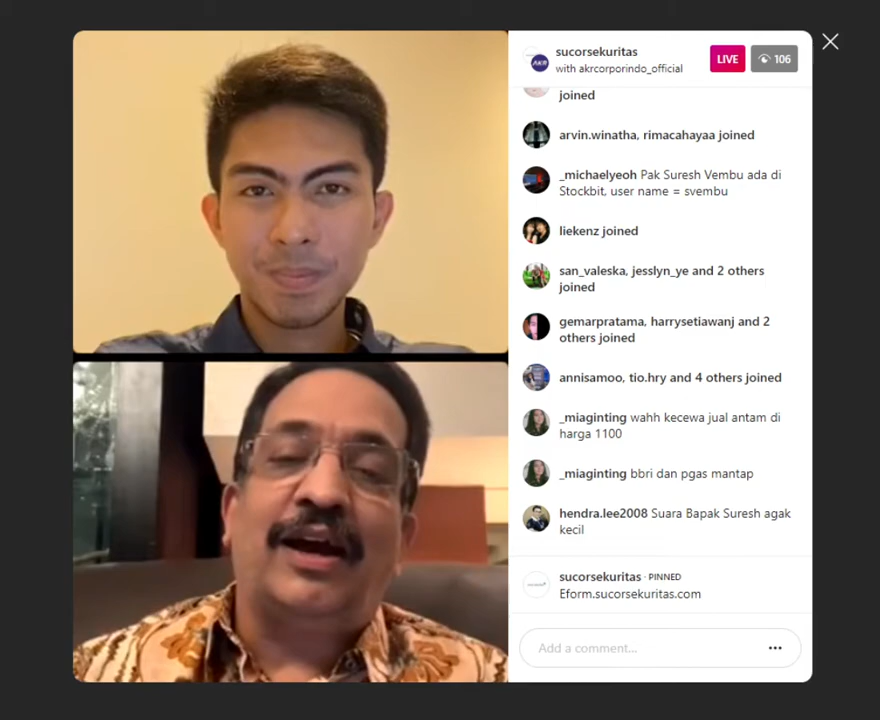 sucorsekuritas
with akrcorporindo_official
AKR
LIVE
106
joined
arvin.winatha, rimacahayaa joined
_michaelyeoh Pak Suresh Vembu ada di
Stockbit, user name = svembu
liekenz joined
san_valeska, jesslyn_ye and 2 others
joined
gemarpratama, harrysetiawanj and 2
others joined
annisamoo, tio.hry and 4 others joined
_miaginting wahh kecewa jual antam di
harga 1100
_miaginting bbri dan pgas mantap
hendra.lee2008 Suara Bapak Suresh agak
kecil
sucorsekuritas · PINNED
Eform.sucorsekuritas.com
Add a comment...